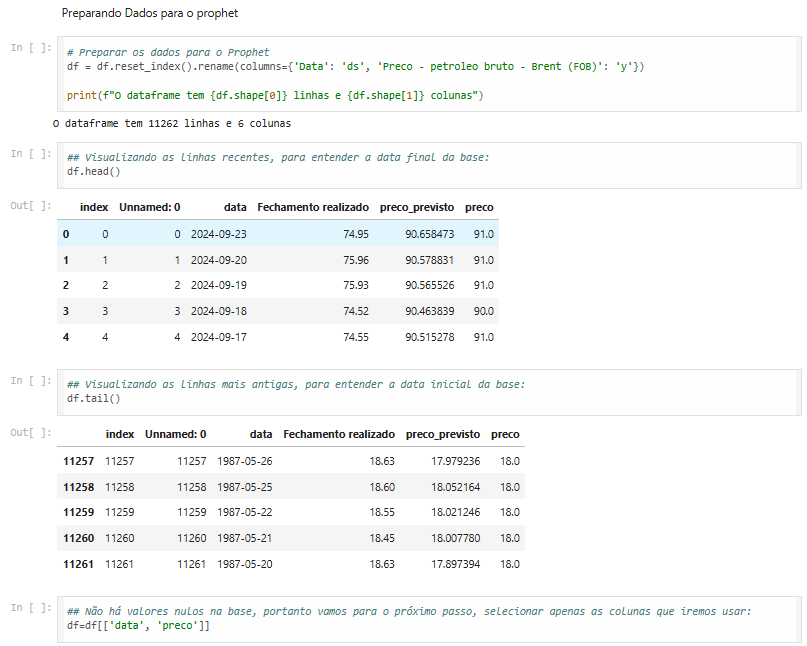 Preparando Dados para o prophet
In [ ]:
# Preparar os dados para o Prophet
df = df.reset_index().rename(columns={'Data': 'ds', 'Preco - petroleo bruto - Brent (FOB)': 'y'})
print(f"O dataframe tem {df.shape[0]} linhas e {df.shape[1]} colunas")
O dataframe tem 11262 linhas e 6 colunas
In [ ]:
## Visualizando as linhas recentes, para entender a data final da base:
df.head()
Out[ ]:
index Unnamed: 0 data Fechamento realizado preco_previsto preco
0 0 0 2024-09-23 74.95 90.658473 91.0
1 1 1 2024-09-20 75.96 90.578831 91.0
2 2 2 2024-09-19 75.93 90.565526 91.0
3 3 3 2024-09-18 74.52 90.463839 90.0
4 4 4 2024-09-17 74.55 90.515278 91.0
In [ ]:
## Visualizando as linhas mais antigas, para entender a data inicial da base:
df.tail()
Out[ ]:
index Unnamed: 0 data Fechamento realizado preco_previsto preco
11257 11257 11257 1987-05-26 18.63 17.979236 18.0
11258 11258 11258 1987-05-25 18.60 18.052164 18.0
11259 11259 11259 1987-05-22 18.55 18.021246 18.0
11260 11260 11260 1987-05-21 18.45 18.007780 18.0
11261 11261 11261 1987-05-20 18.63 17.897394 18.0
In [ ]:
## Não há valores nulos na base, portanto vamos para o próximo passo, selecionar apenas as colunas que iremos usar:
df=df[['data', 'preco']]